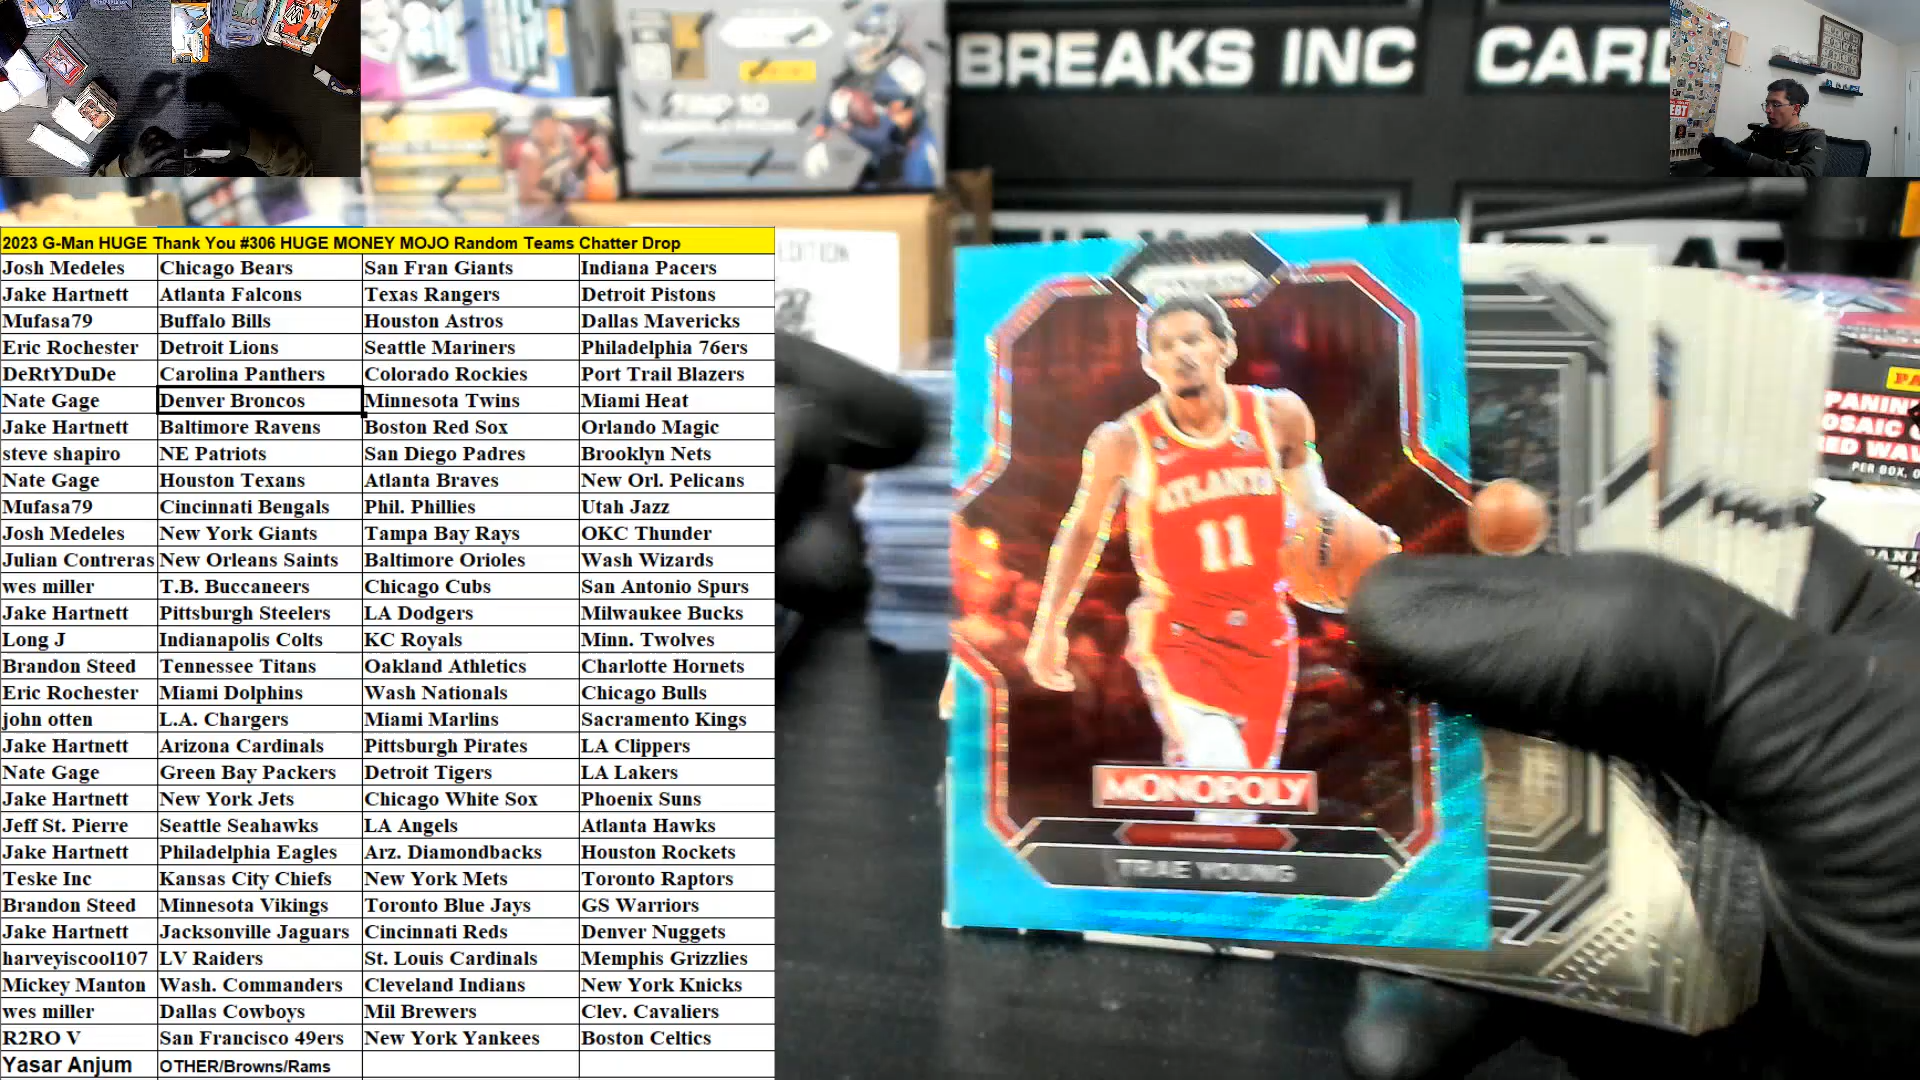 BREAKS INC CARD
2023 G-Man HUGE Thank You #306 HUGE MONEY MOJO Random Teams Chatter Drop
Josh Medeles Chicago Bears San Fran Giants Indiana Pacers
Jake Hartnett Atlanta Falcons Texas Rangers Detroit Pistons
Mufasa79 Buffalo Bills Houston Astros Dallas Mavericks
Eric Rochester Detroit Lions Seattle Mariners Philadelphia 76ers
DeRtYDuDe Carolina Panthers Colorado Rockies Port Trail Blazers
Nate Gage Denver Broncos Minnesota Twins Miami Heat
Jake Hartnett Baltimore Ravens Boston Red Sox Orlando Magic
steve shapiro NE Patriots San Diego Padres Brooklyn Nets
Nate Gage Houston Texans Atlanta Braves New Orl. Pelicans
Mufasa79 Cincinnati Bengals Phil. Phillies Utah Jazz
Josh Medeles New York Giants Tampa Bay Rays OKC Thunder
Julian Contreras New Orleans Saints Baltimore Orioles Wash Wizards
wes miller T.B. Buccaneers Chicago Cubs San Antonio Spurs
Jake Hartnett Pittsburgh Steelers LA Dodgers Milwaukee Bucks
Long J Indianapolis Colts KC Royals Minn. Twolves
Brandon Steed Tennessee Titans Oakland Athletics Charlotte Hornets
Eric Rochester Miami Dolphins Wash Nationals Chicago Bulls
john otten L.A. Chargers Miami Marlins Sacramento Kings
Jake Hartnett Arizona Cardinals Pittsburgh Pirates LA Clippers
Nate Gage Green Bay Packers Detroit Tigers LA Lakers
Jake Hartnett New York Jets Chicago White Sox Phoenix Suns
Jeff St. Pierre Seattle Seahawks LA Angels Atlanta Hawks
Jake Hartnett Philadelphia Eagles Arz. Diamondbacks Houston Rockets
Teske Inc Kansas City Chiefs New York Mets Toronto Raptors
Brandon Steed Minnesota Vikings Toronto Blue Jays GS Warriors
Jake Hartnett Jacksonville Jaguars Cincinnati Reds Denver Nuggets
harveyiscool107 LV Raiders St. Louis Cardinals Memphis Grizzlies
Mickey Manton Wash. Commanders Cleveland Indians New York Knicks
wes miller Dallas Cowboys Mil Brewers Clev. Cavaliers
R2RO V San Francisco 49ers New York Yankees Boston Celtics
Yasar Anjum OTHER/Browns/Rams
EDITION
ATLANTA
11
MONOPOLY
HAWKS
TRAE YOUNG
PANINI
MOSAIC
RED WAV
PER BOX,